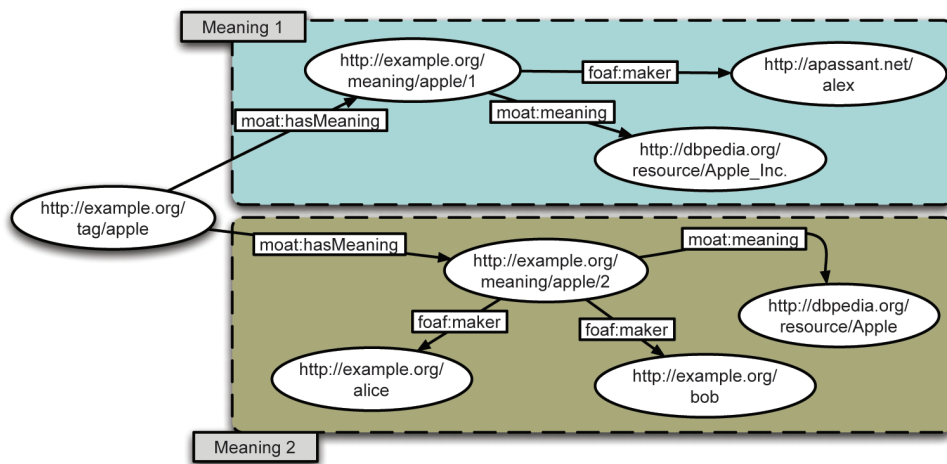 Meaning 1
http://example.org/
meaning/apple/1
foaf:maker
http://apassant.net/
alex
moat:hasMeaning
moat:meaning
http://dbpedia.org/
resource/Apple_Inc.
http://example.org/
tag/apple
moat:hasMeaning
http://example.org/
meaning/apple/2
moat:meaning
http://dbpedia.org/
resource/Apple
foaf:maker
foaf:maker
http://example.org/
alice
http://example.org/
bob
Meaning 2